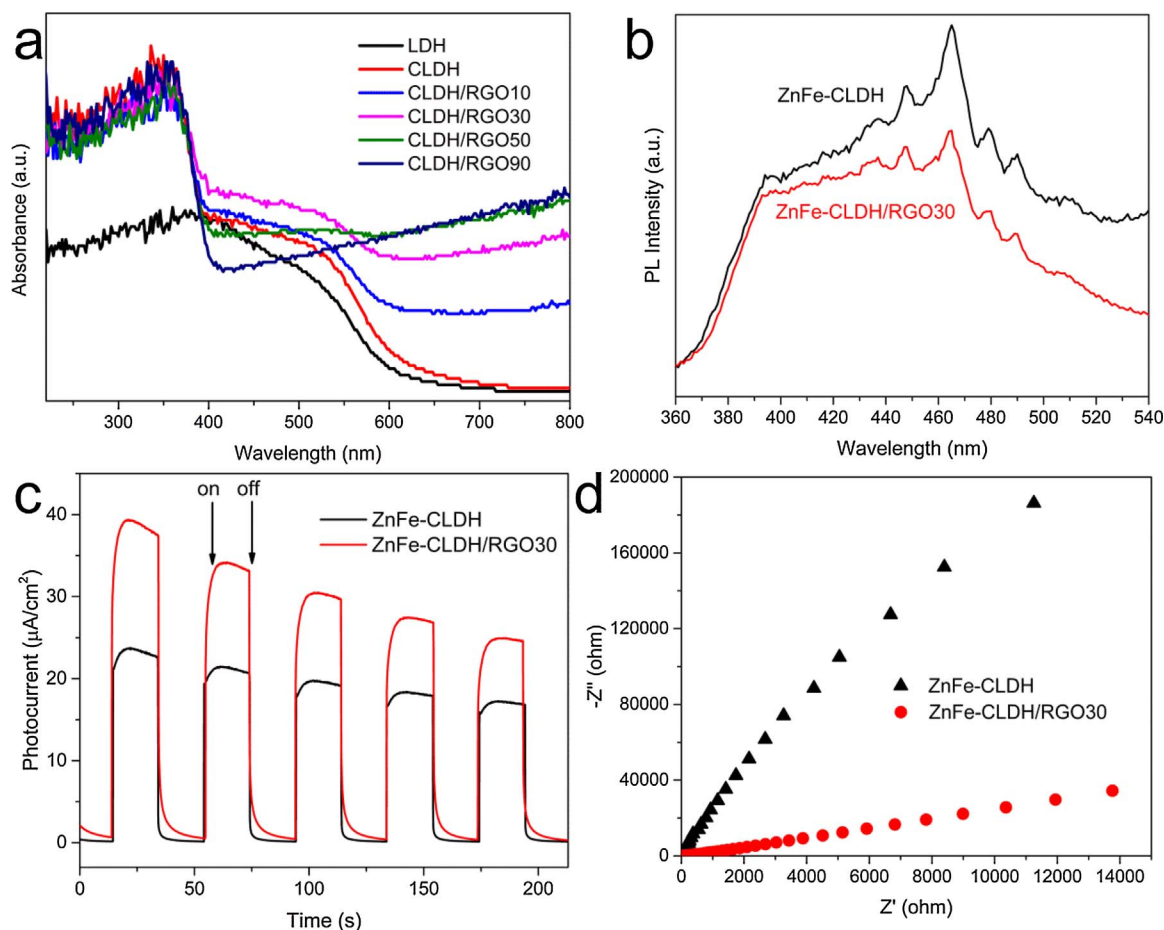 a
Absorbance (a.u.)
LDH
CLDH
CLDH/RGO10
CLDH/RGO30
CLDH/RGO50
CLDH/RGO90
300 400 500 600 700 800
Wavelength (nm)
b
PL Intensity (a.u.)
ZnFe-CLDH
ZnFe-CLDH/RGO30
360 380 400 420 440 460 480 500 520 540
Wavelength (nm)
c
Photocurrent (µA/cm²)
on off
ZnFe-CLDH
ZnFe-CLDH/RGO30
40
30
20
10
0
0 50 100 150 200
Time (s)
d
-Z'' (ohm)
200000
160000
120000
80000
40000
0
ZnFe-CLDH
ZnFe-CLDH/RGO30
0 2000 4000 6000 8000 10000 12000 14000
Z' (ohm)